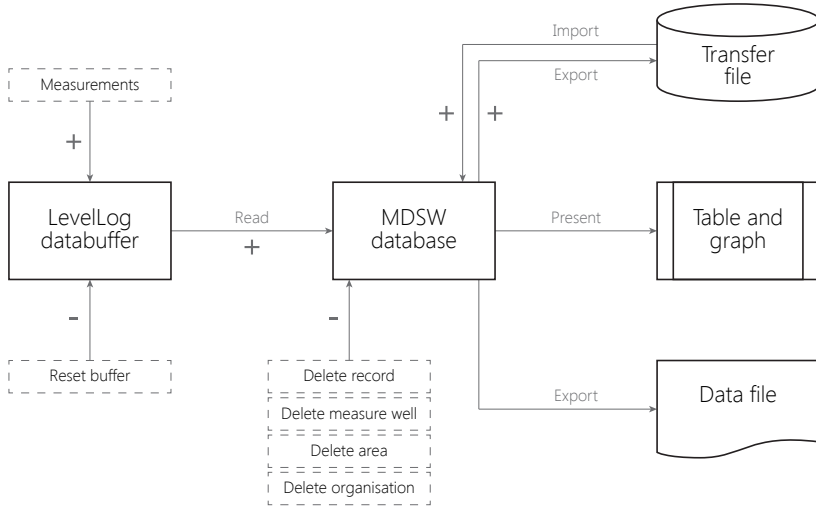 Import
Transfer
file
Export
Measurements
+
+
+
LevelLog
databuffer
Read
+
MDSW
database
Present
Table and
graph
-
-
Reset buffer
Delete record
Delete measure well
Delete area
Delete organisation
Export
Data file